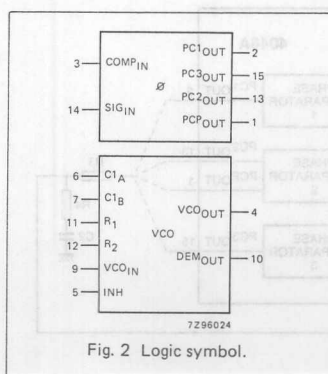 PC1OUT 2
3 COMPIN
PC3OUT 15
Ø
PC2OUT 13
14 SIGIN
PCPOUT 1
6 C1A
7 C1B
VCOOUT 4
11 R1
VCO
12 R2
DEMOUT 10
9 VCOIN
5 INH
7Z96024
Fig. 2 Logic symbol.